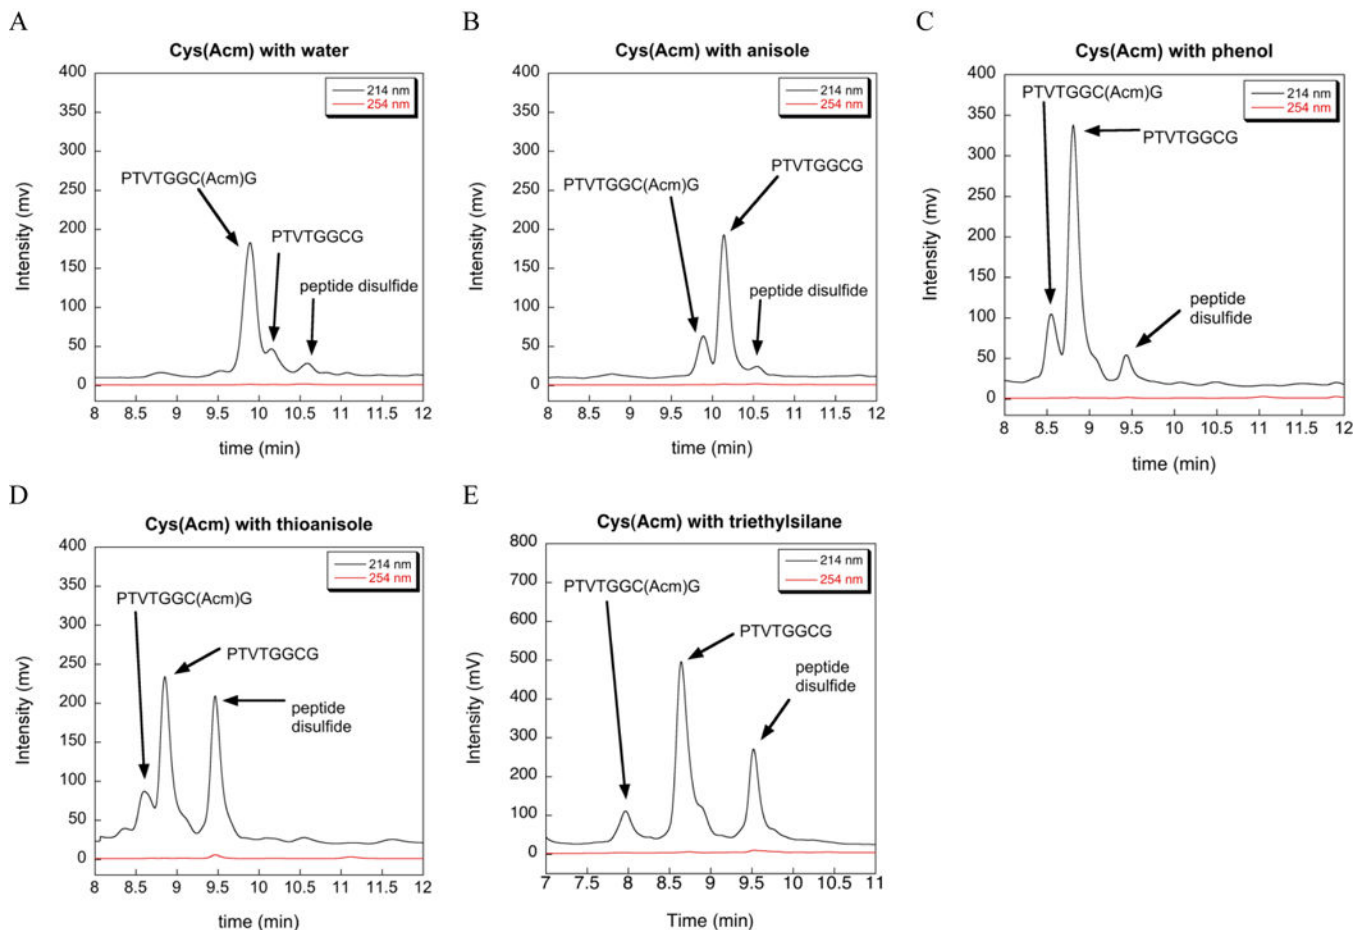 A
Cys(Acm) with water
400
350
300
250
200
150
100
50
0
Intensity (mv)
214 nm
254 nm
PTVTGGC(Acm)G
PTVTGGCG
peptide disulfide
8 8.5 9 9.5 10 10.5 11 11.5 12
time (min)
B
Cys(Acm) with anisole
400
350
300
250
200
150
100
50
0
Intensity (mv)
214 nm
254 nm
PTVTGGC(Acm)G
PTVTGGCG
peptide disulfide
8 8.5 9 9.5 10 10.5 11 11.5 12
time (min)
C
Cys(Acm) with phenol
400
350
300
250
200
150
100
50
0
Intensity (mv)
214 nm
254 nm
PTVTGGC(Acm)G
PTVTGGCG
peptide
disulfide
8 8.5 9 9.5 10 10.5 11 11.5 12
time (min)
D
Cys(Acm) with thioanisole
400
350
300
250
200
150
100
50
0
Intensity (mv)
214 nm
254 nm
PTVTGGC(Acm)G
PTVTGGCG
peptide
disulfide
8 8.5 9 9.5 10 10.5 11 11.5 12
time (min)
E
Cys(Acm) with triethylsilane
800
700
600
500
400
300
200
100
0
Intensity (mV)
214 nm
254 nm
PTVTGGC(Acm)G
PTVTGGCG
peptide
disulfide
7 7.5 8 8.5 9 9.5 10 10.5 11
Time (min)